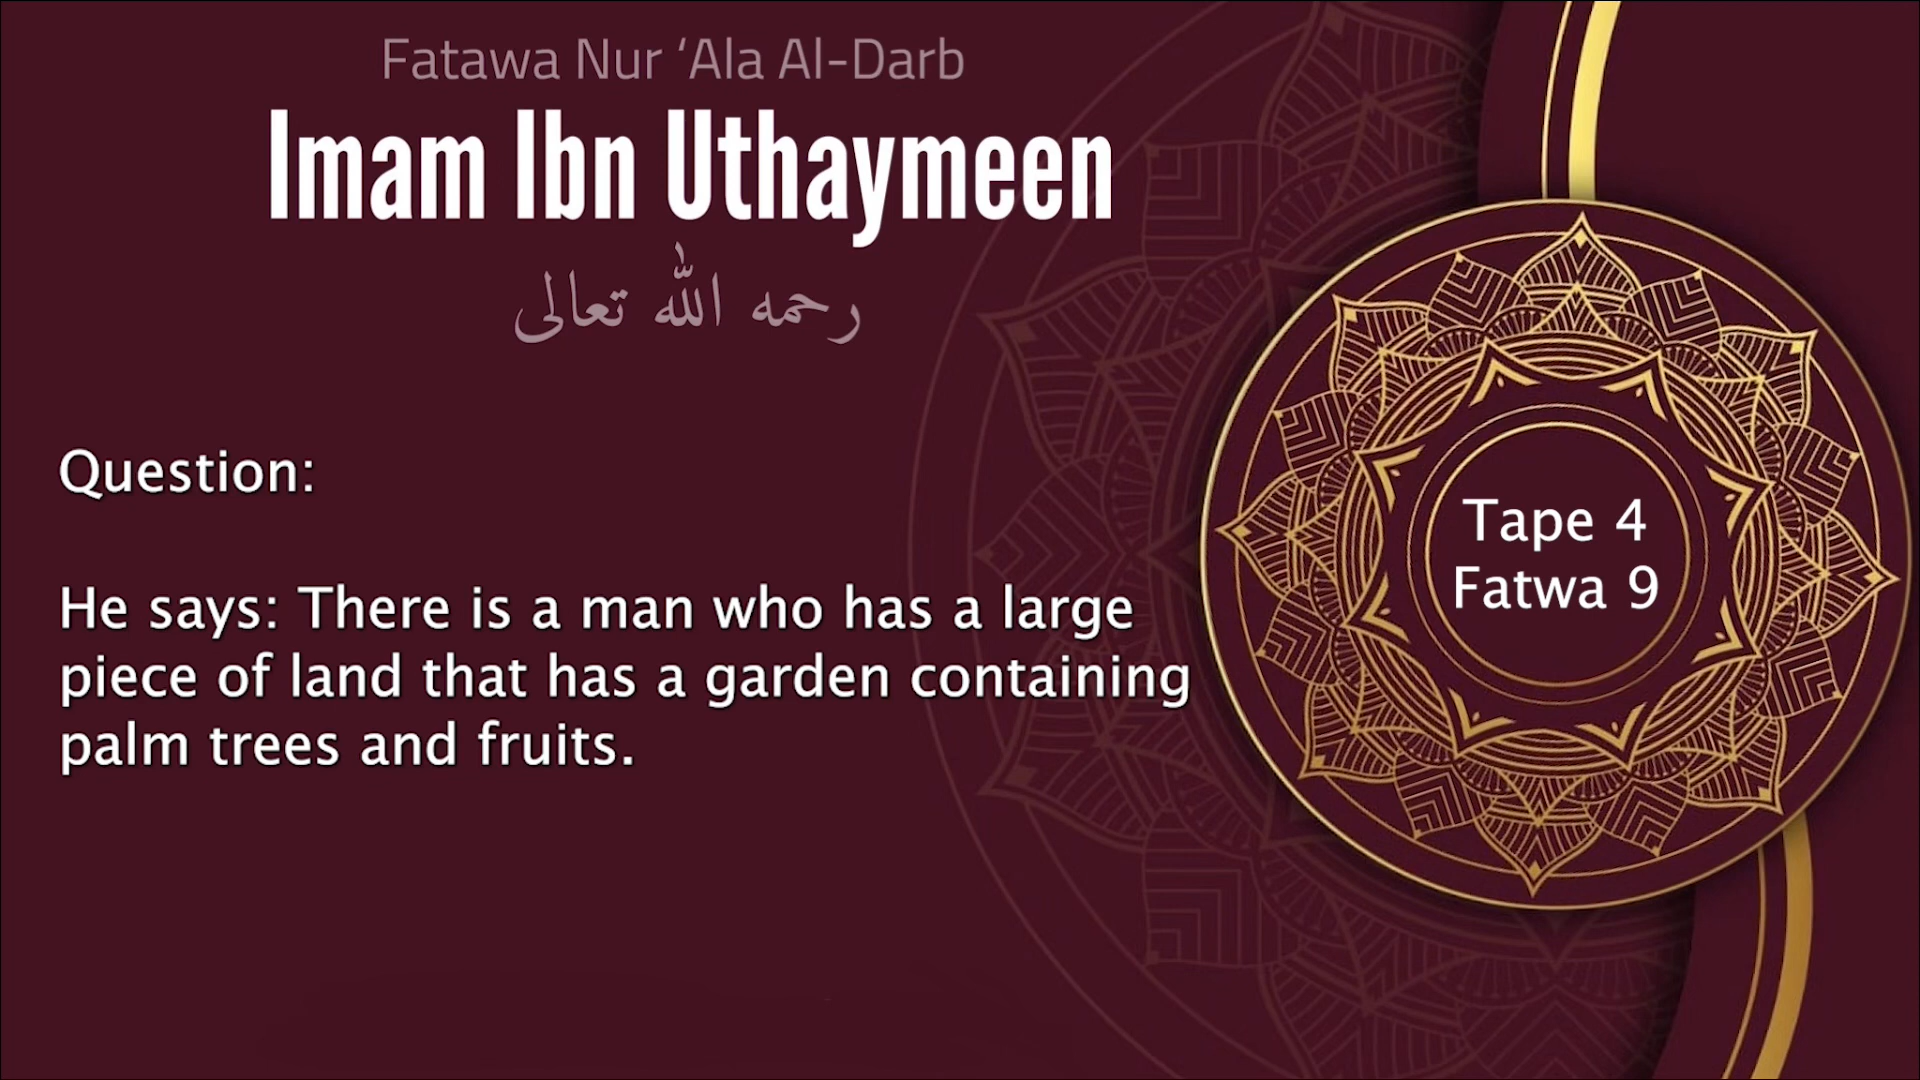 Fatawa Nur ‘Ala Al-Darb
Imam Ibn Uthaymeen
رحمه الله تعالى
Question:
He says: There is a man who has a large
piece of land that has a garden containing
palm trees and fruits.
Tape 4
Fatwa 9